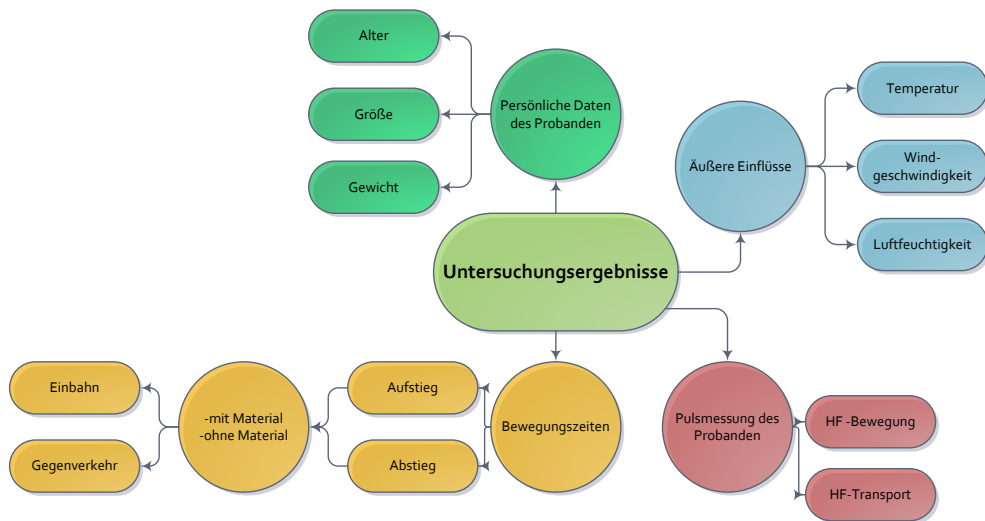 Alter
Größe
Gewicht
Persönliche Daten
des Probanden
Äußere Einflüsse
Temperatur
Wind-
geschwindigkeit
Luftfeuchtigkeit
Untersuchungsergebnisse
Einbahn
Gegenverkehr
-mit Material
-ohne Material
Aufstieg
Abstieg
Bewegungszeiten
Pulsmessung des
Probanden
HF -Bewegung
HF-Transport